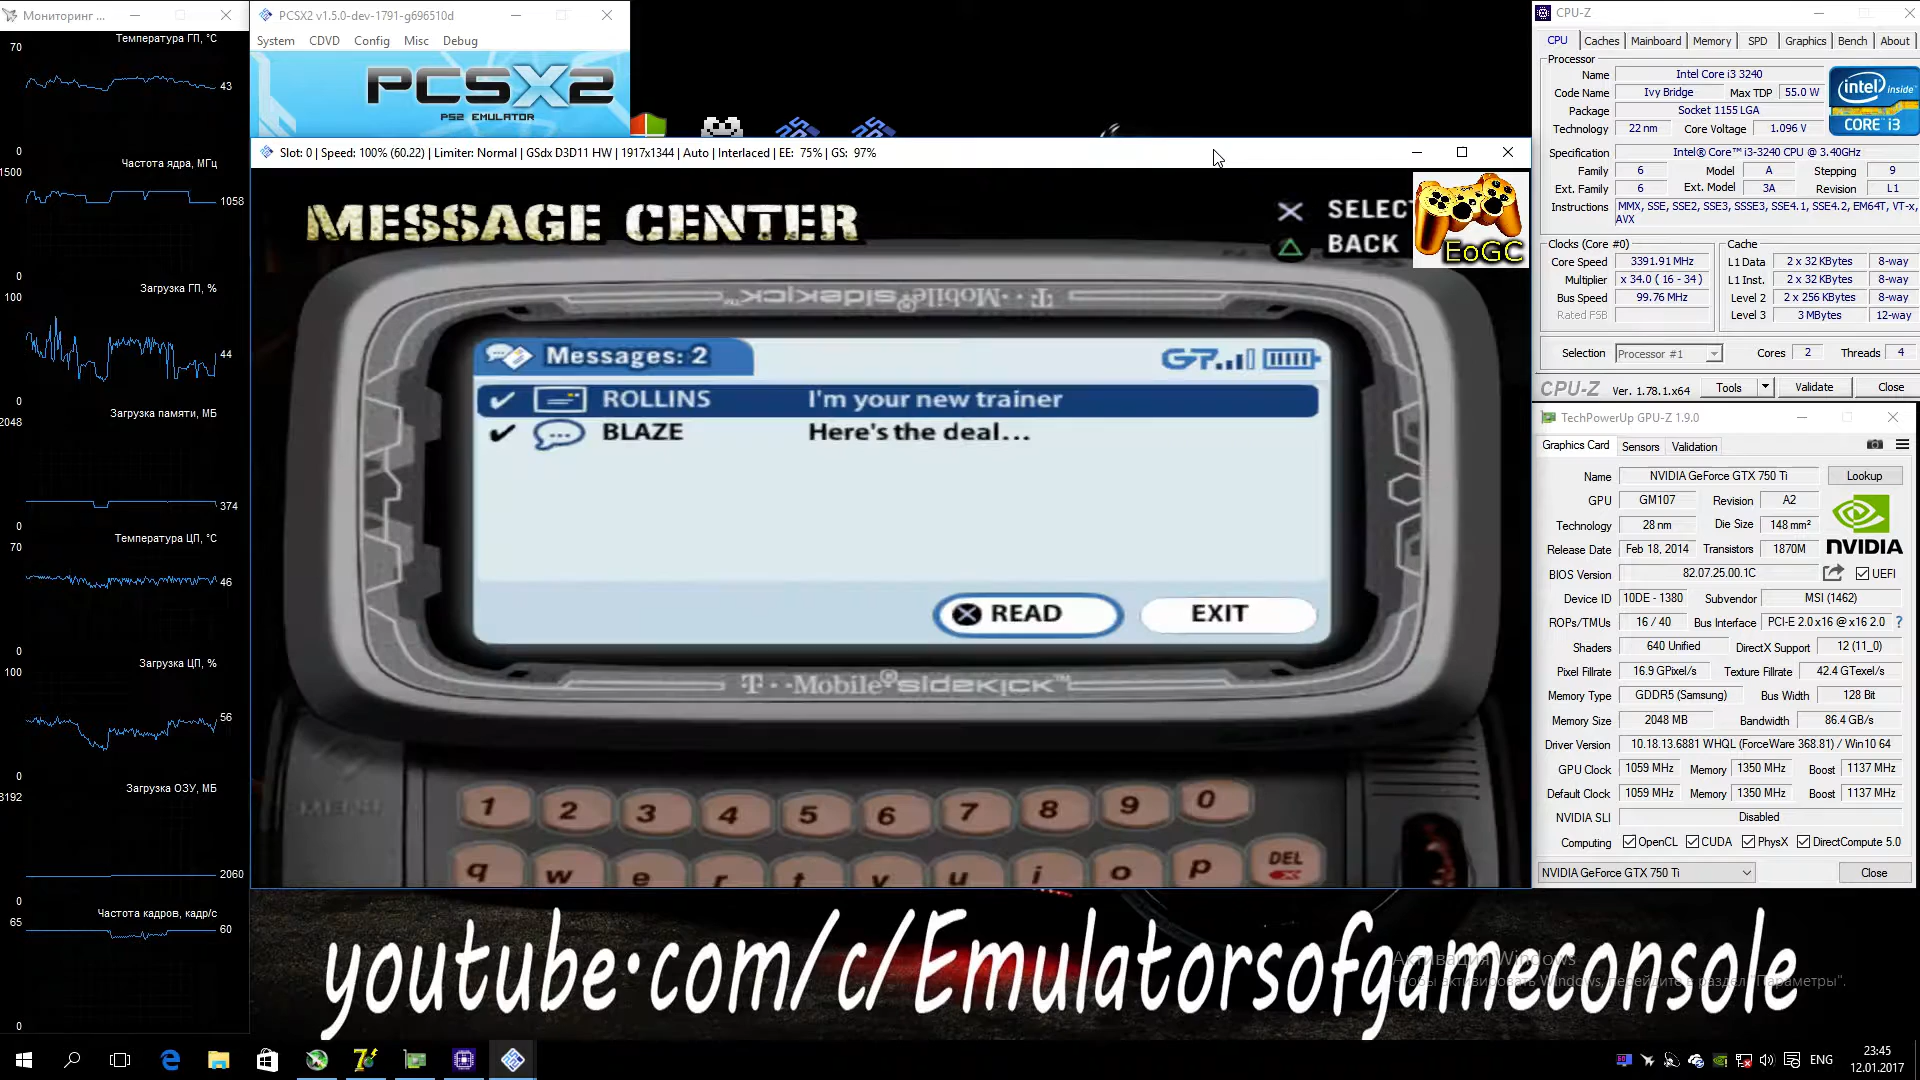 Мониторинг ...
Температура ГП, °C
70
43
0
Частота ядра, МГц
1500
1058
0
Загрузка ГП, %
100
44
0
Загрузка памяти, МБ
2048
374
0
Температура ЦП, °C
70
46
0
Загрузка ЦП, %
100
56
0
Загрузка ОЗУ, МБ
8192
2060
0
Частота кадров, кадр/с
65
60
0
PCSX2 v1.5.0-dev-1791-g696510d
System CDVD Config Misc Debug
PCSX2
PS2 EMULATOR
Slot: 0 | Speed: 100% (60.22) | Limiter: Normal | GSdx D3D11 HW | 1917x1344 | Auto | Interlaced | EE: 75% | GS: 97%
MESSAGE CENTER
SELECT
BACK
EoGC
T··Mobile®sidekick™
Messages: 2
G7
ROLLINS I'm your new trainer
BLAZE Here's the deal...
READ EXIT
T··Mobile®sidekick™
MENU
1 2 3 4 5 6 7 8 9 0
q w e r t y u i o p DEL
youtube.com/c/Emulatorsofgameconsole
Активация Windows
Чтобы активировать Windows, перейдите в раздел "Параметры".
CPU-Z
CPU Caches Mainboard Memory SPD Graphics Bench About
Processor
Name Intel Core i3 3240
Code Name Ivy Bridge Max TDP 55.0 W
Package Socket 1155 LGA
Technology 22 nm Core Voltage 1.096 V
intel inside™
CORE i3
Specification Intel® Core™ i3-3240 CPU @ 3.40GHz
Family 6 Model A Stepping 9
Ext. Family 6 Ext. Model 3A Revision L1
Instructions MMX, SSE, SSE2, SSE3, SSSE3, SSE4.1, SSE4.2, EM64T, VT-x,
AVX
Clocks (Core #0) Cache
Core Speed 3391.91 MHz L1 Data 2 x 32 KBytes 8-way
Multiplier x 34.0 ( 16 - 34 ) L1 Inst. 2 x 32 KBytes 8-way
Bus Speed 99.76 MHz Level 2 2 x 256 KBytes 8-way
Rated FSB Level 3 3 MBytes 12-way
Selection Processor #1 Cores 2 Threads 4
CPU-Z Ver. 1.78.1.x64 Tools Validate Close
TechPowerUp GPU-Z 1.9.0
Graphics Card Sensors Validation
Name NVIDIA GeForce GTX 750 Ti Lookup
GPU GM107 Revision A2
Technology 28 nm Die Size 148 mm²
Release Date Feb 18, 2014 Transistors 1870M
NVIDIA
BIOS Version 82.07.25.00.1C UEFI
Device ID 10DE - 1380 Subvendor MSI (1462)
ROPs/TMUs 16 / 40 Bus Interface PCI-E 2.0 x16 @ x16 2.0 ?
Shaders 640 Unified DirectX Support 12 (11_0)
Pixel Fillrate 16.9 GPixel/s Texture Fillrate 42.4 GTexel/s
Memory Type GDDR5 (Samsung) Bus Width 128 Bit
Memory Size 2048 MB Bandwidth 86.4 GB/s
Driver Version 10.18.13.6881 WHQL (ForceWare 368.81) / Win10 64
GPU Clock 1059 MHz Memory 1350 MHz Boost 1137 MHz
Default Clock 1059 MHz Memory 1350 MHz Boost 1137 MHz
NVIDIA SLI Disabled
Computing OpenCL CUDA PhysX DirectCompute 5.0
NVIDIA GeForce GTX 750 Ti Close
60
ENG
23:45
12.01.2017